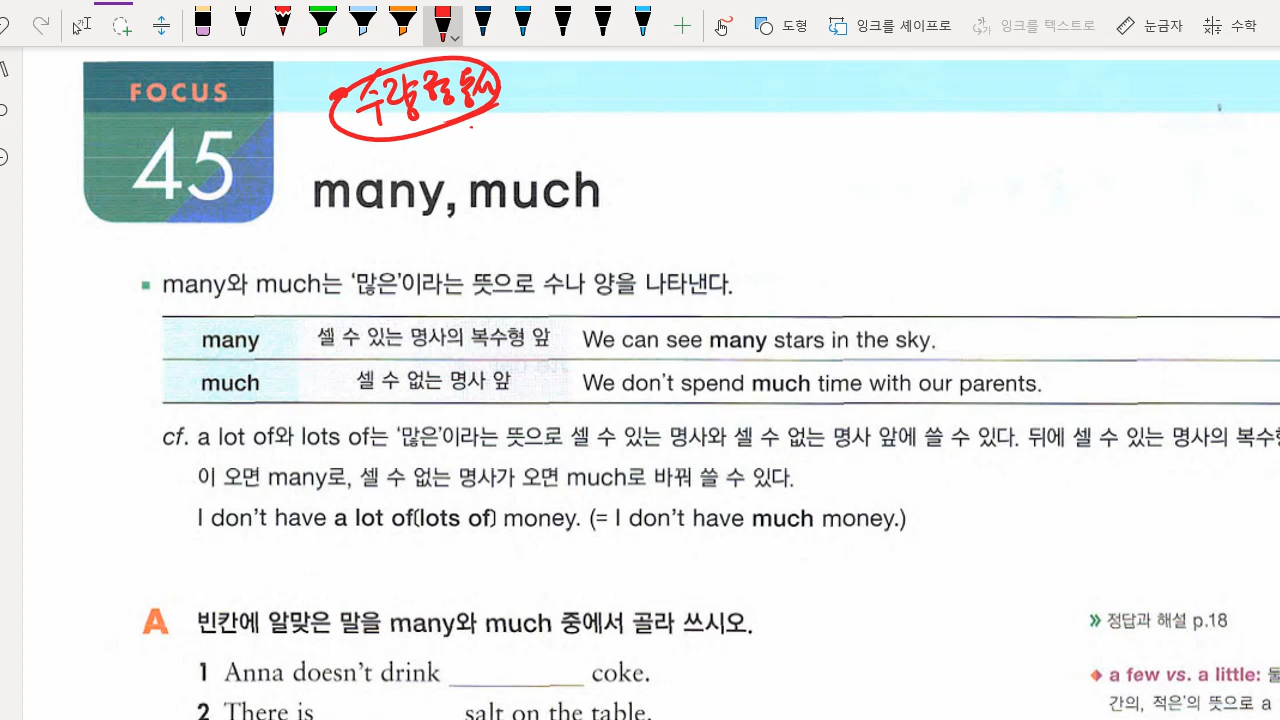 도형
잉크를 셰이프로
잉크를 텍스트로
눈금자
수학
FOCUS
45
many, much
many와 much는 ‘많은’이라는 뜻으로 수나 양을 나타낸다.
many 셀 수 있는 명사의 복수형 앞 We can see many stars in the sky.
much 셀 수 없는 명사 앞 We don't spend much time with our parents.
cf. a lot of와 lots of는 ‘많은’이라는 뜻으로 셀 수 있는 명사와 셀 수 없는 명사 앞에 쓸 수 있다. 뒤에 셀 수 있는 명사의
이 오면 many로, 셀 수 없는 명사가 오면 much로 바꿔 쓸 수 있다.
I don't have a lot of(lots of) money. (= I don't have much money.)
A 빈칸에 알맞은 말을 many와 much 중에서 골라 쓰시오.
» 정답과 해설 p.18
1 Anna doesn't drink ________ coke.
a few vs. a little:
2 There is ________ salt on the table.
간의, 적은’의 뜻으로 a